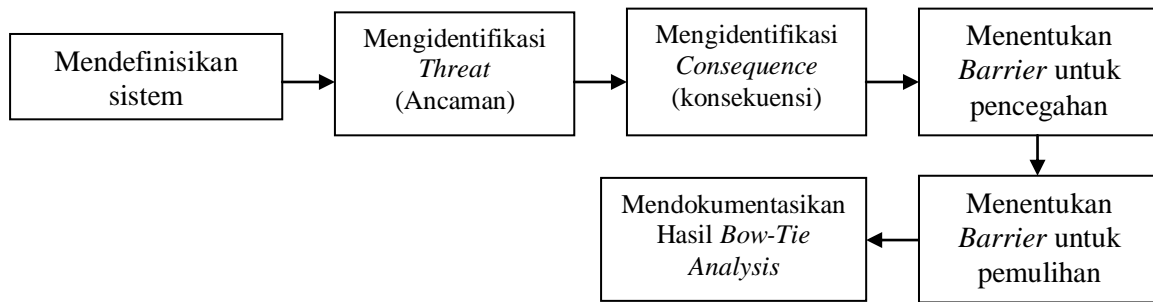 Mendefinisikan
sistem
Mengidentifikasi
Threat
(Ancaman)
Mengidentifikasi
Consequence
(konsekuensi)
Menentukan
Barrier untuk
pencegahan
Menentukan
Barrier untuk
pemulihan
Mendokumentasikan
Hasil Bow-Tie
Analysis